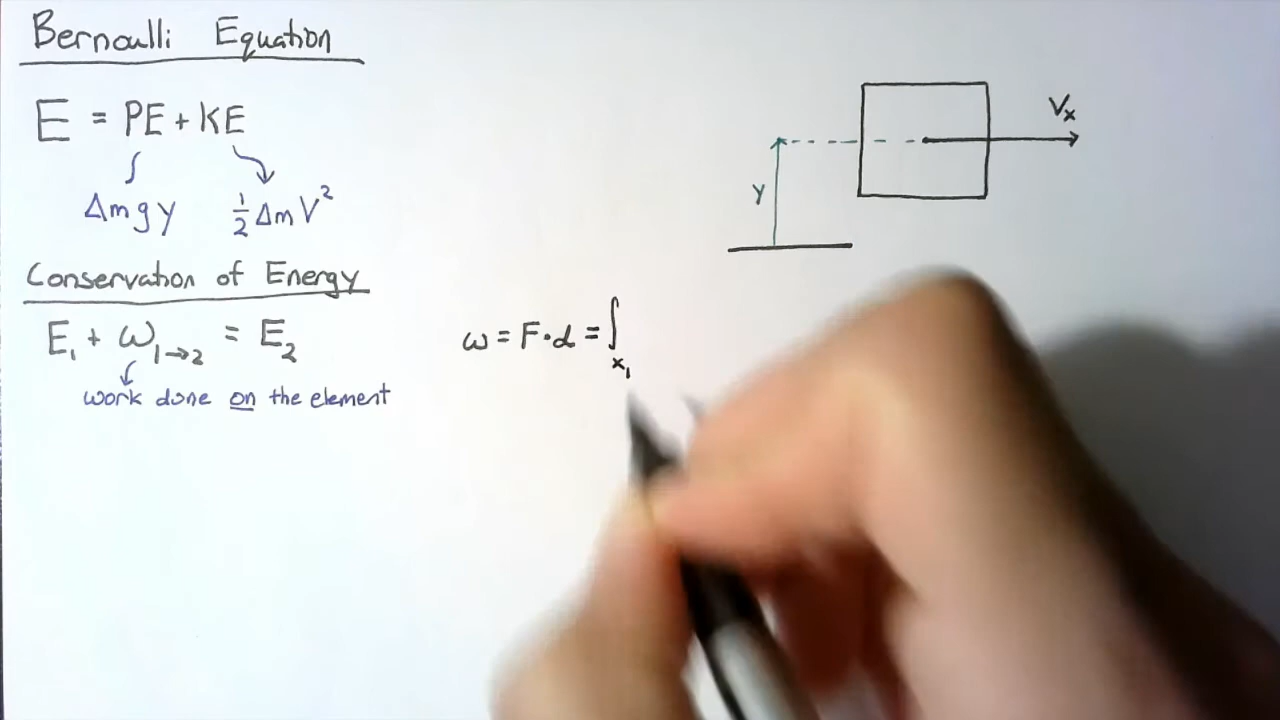 Bernoulli Equation
E = PE + KE
Δmgy ½ΔmV²
Conservation of Energy
E₁ + ω₁→₂ = E₂
work done on the element
ω = F·d = ∫x₁
Vx
y